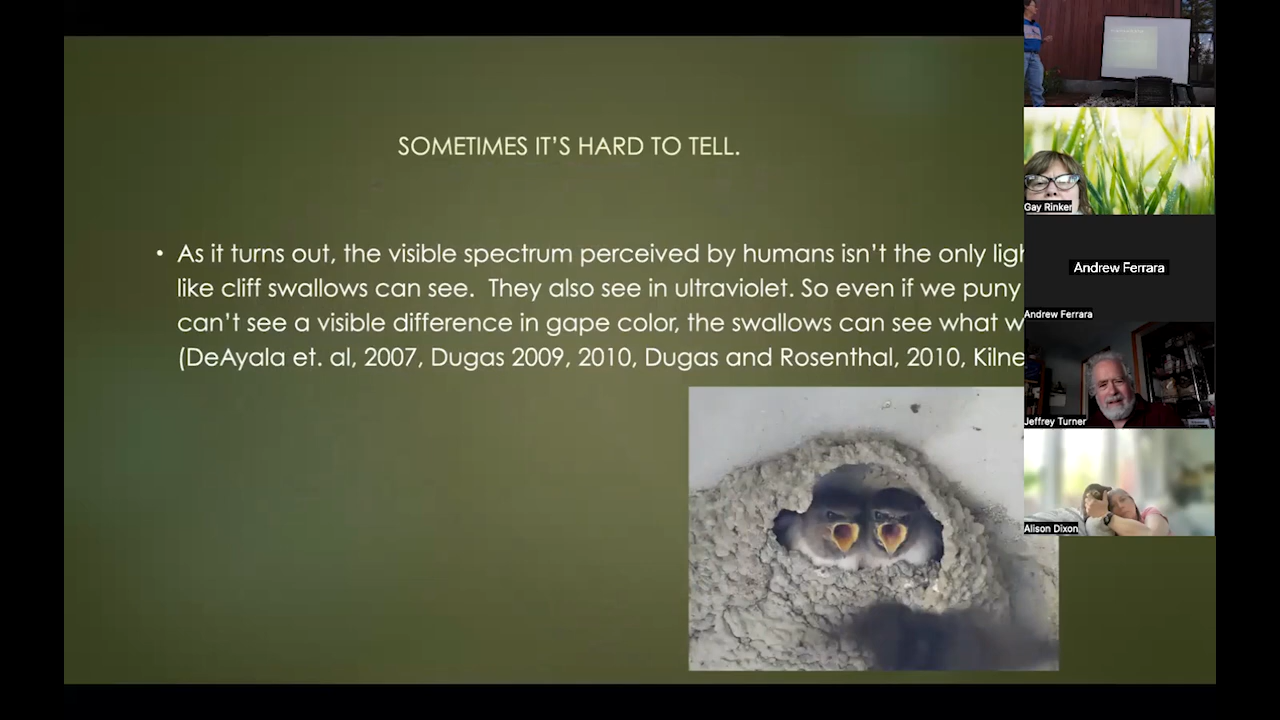 SOMETIMES IT'S HARD TO TELL.
• As it turns out, the visible spectrum perceived by humans isn't the only
like cliff swallows can see. They also see in ultraviolet. So even if we puny
can't see a visible difference in gape color, the swallows can see what
(DeAyala et. al, 2007, Dugas 2009, 2010, Dugas and Rosenthal, 2010,
Gay Rinker
Andrew Ferrara
Andrew Ferrara
Jeffrey Turner
Alison Dixon